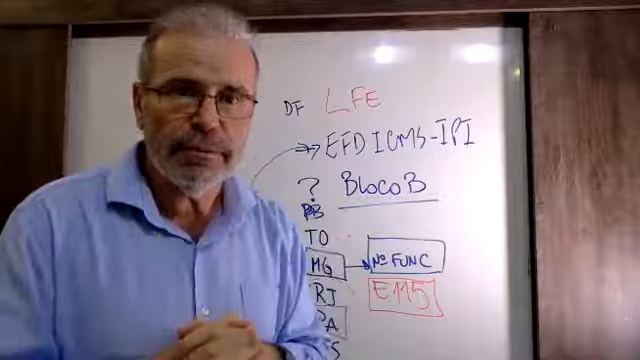 DF LFE
EFD ICMS-IPI
? BLOCO B
PB
TO
MG Nº FUNC
RJ E115
PA
S